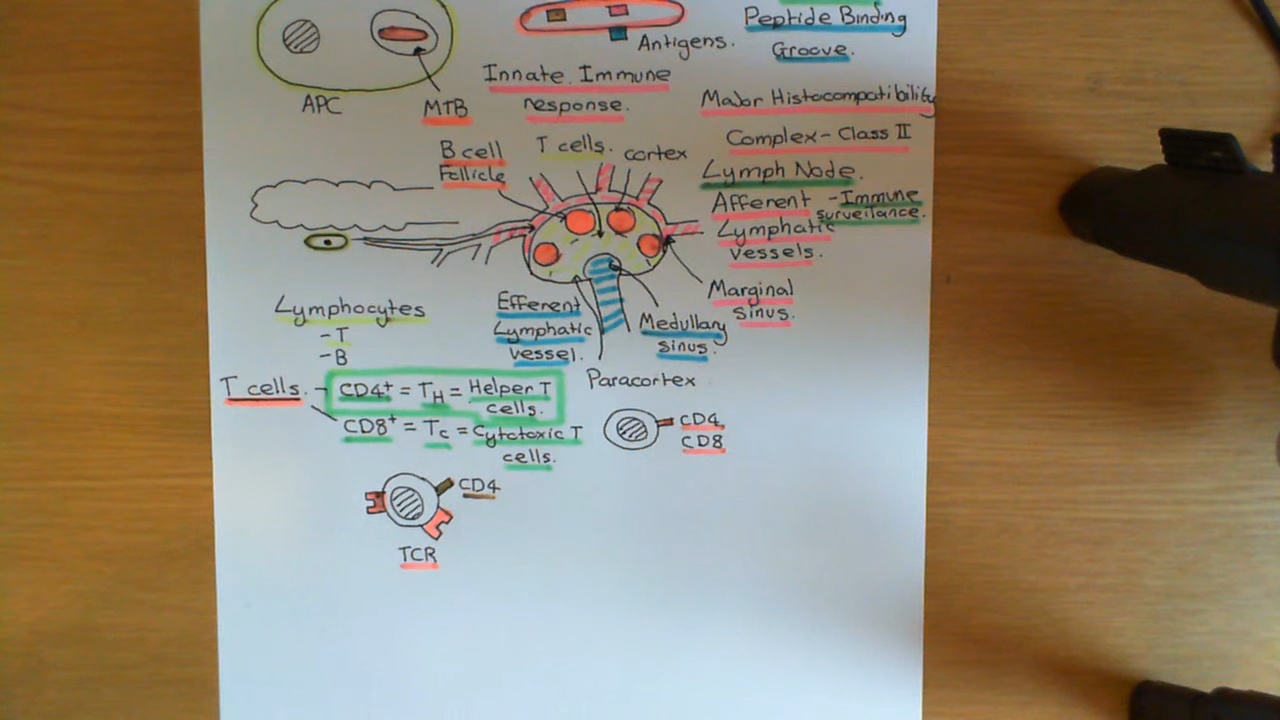 Peptide Binding
Groove.
Antigens.
APC
MTB
Innate Immune
response.
Major Histocompatibility
Complex - Class II
B cell
Follicle
T cells.
cortex
Lymph Node.
Afferent - Immune
surveilance.
Lymphatic
vessels.
Marginal
sinus.
Lymphocytes
- T
- B
Efferent
Lymphatic
vessel.
Medullary
sinus.
Paracortex
T cells. - CD4+ = TH = Helper T
cells.
CD8+ = Tc = Cytotoxic T
cells.
CD4
CD8
CD4
TCR